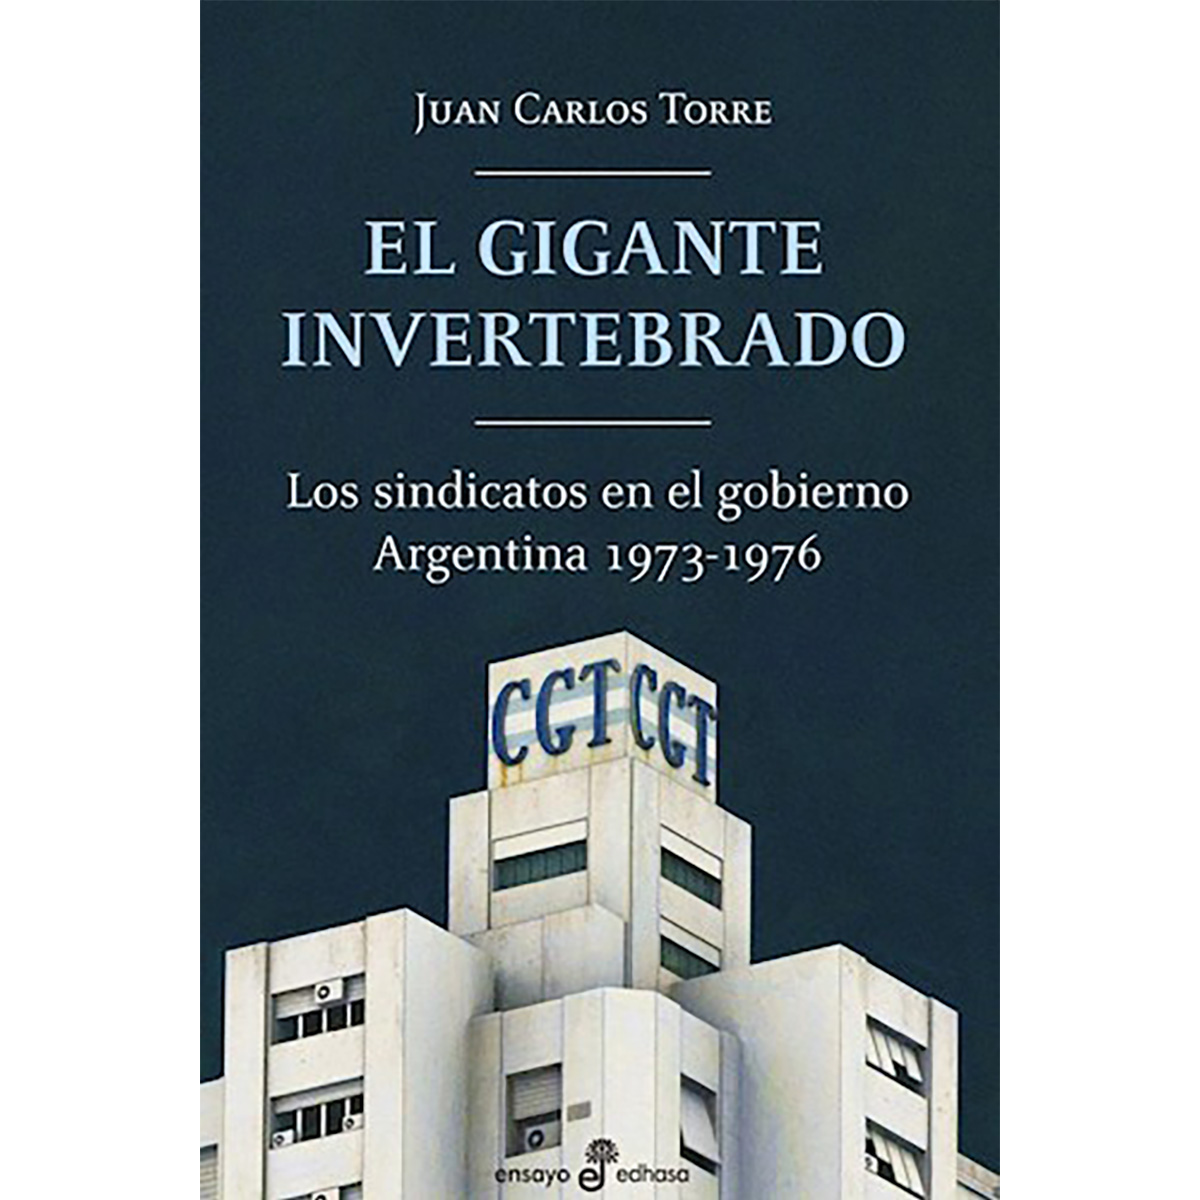 JUAN CARLOS TORRE
EL GIGANTE
INVERTEBRADO
Los sindicatos en el gobierno
Argentina 1973-1976
CGT CGT
ensayo edhasa